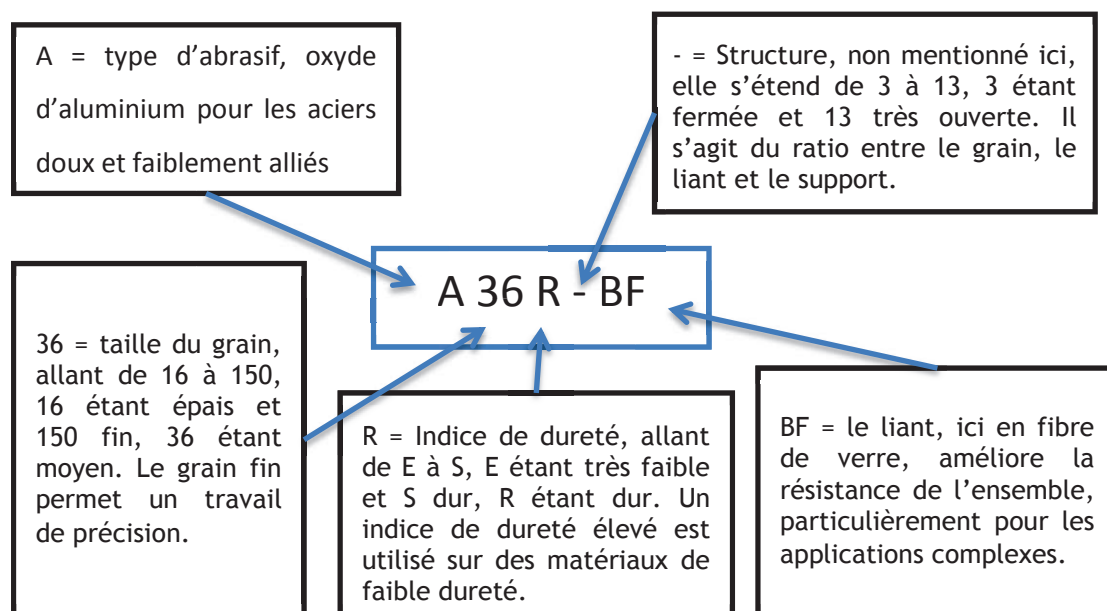 A = type d’abrasif, oxyde
d’aluminium pour les aciers
doux et faiblement alliés
- = Structure, non mentionné ici,
elle s’étend de 3 à 13, 3 étant
fermée et 13 très ouverte. Il
s’agit du ratio entre le grain, le
liant et le support.
A 36 R - BF
36 = taille du grain,
allant de 16 à 150,
16 étant épais et
150 fin, 36 étant
moyen. Le grain fin
permet un travail
de précision.
R = Indice de dureté, allant
de E à S, E étant très faible
et S dur, R étant dur. Un
indice de dureté élevé est
utilisé sur des matériaux de
faible dureté.
BF = le liant, ici en fibre
de verre, améliore la
résistance de l’ensemble,
particulièrement pour les
applications complexes.